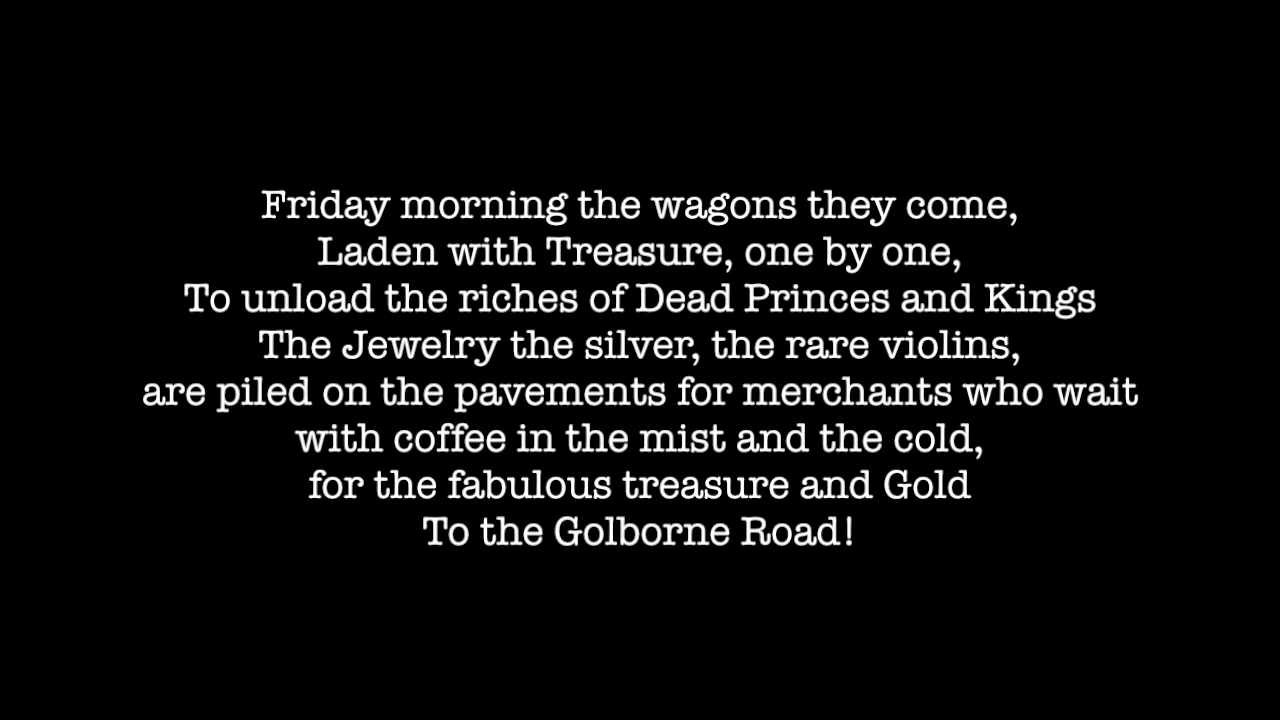 Friday morning the wagons they come,
Laden with Treasure, one by one,
To unload the riches of Dead Princes and Kings
The Jewelry the silver, the rare violins,
are piled on the pavements for merchants who wait
with coffee in the mist and the cold,
for the fabulous treasure and Gold
To the Golborne Road!